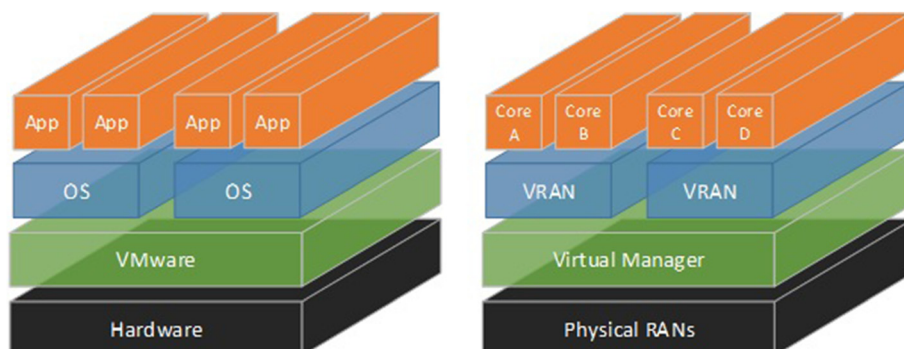 App App App App
OS OS
VMware
Hardware
Core A Core B Core C Core D
VRAN VRAN
Virtual Manager
Physical RANs